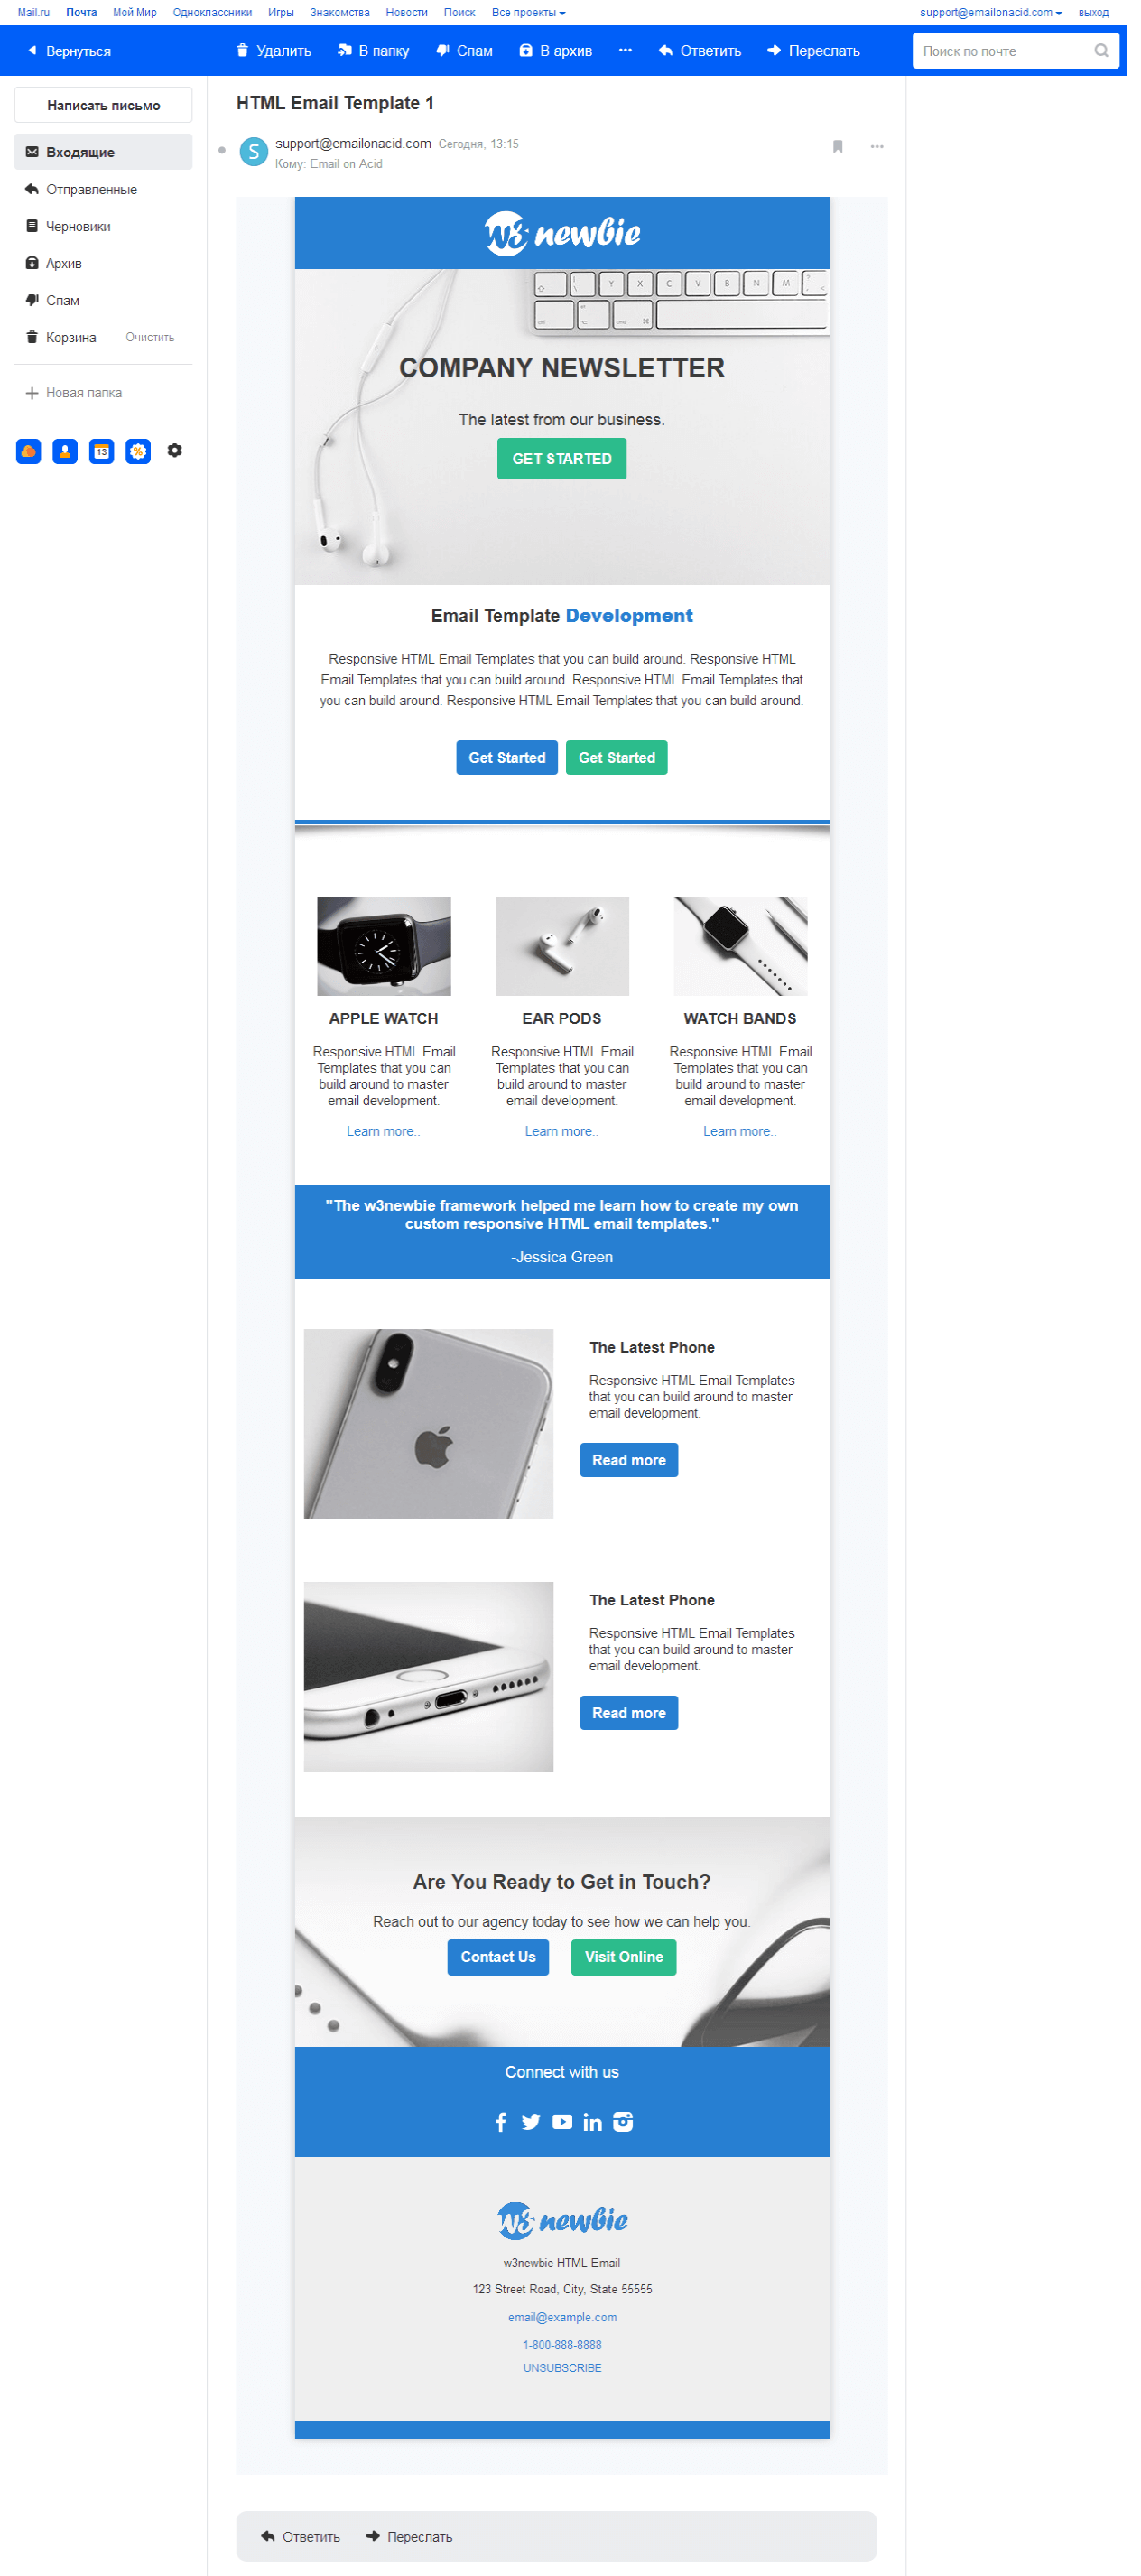 Mail.ru Почта Мой Мир Одноклассники Игры Знакомства Новости Поиск Все проекты support@emailonacid.com выход
Вернуться Удалить В папку Спам В архив Ответить Переслать Поиск по почте
Написать письмо
Входящие
Отправленные
Черновики
Архив
Спам
Корзина Очистить
Новая папка
13
HTML Email Template 1
S support@emailonacid.com Сегодня, 13:15
Кому: Email on Acid
W3 newbie
Y X C V B N M
ctrl alt cmd
COMPANY NEWSLETTER
The latest from our business.
GET STARTED
Email Template Development
Responsive HTML Email Templates that you can build around. Responsive HTML
Email Templates that you can build around. Responsive HTML Email Templates that
you can build around. Responsive HTML Email Templates that you can build around.
Get Started Get Started
APPLE WATCH
Responsive HTML Email
Templates that you can
build around to master
email development.
Learn more..
EAR PODS
Responsive HTML Email
Templates that you can
build around to master
email development.
Learn more..
WATCH BANDS
Responsive HTML Email
Templates that you can
build around to master
email development.
Learn more..
"The w3newbie framework helped me learn how to create my own
custom responsive HTML email templates."
-Jessica Green
The Latest Phone
Responsive HTML Email Templates
that you can build around to master
email development.
Read more
The Latest Phone
Responsive HTML Email Templates
that you can build around to master
email development.
Read more
Are You Ready to Get in Touch?
Reach out to our agency today to see how we can help you.
Contact Us Visit Online
Connect with us
W3 newbie
w3newbie HTML Email
123 Street Road, City, State 55555
email@example.com
1-800-888-8888
UNSUBSCRIBE
Ответить Переслать